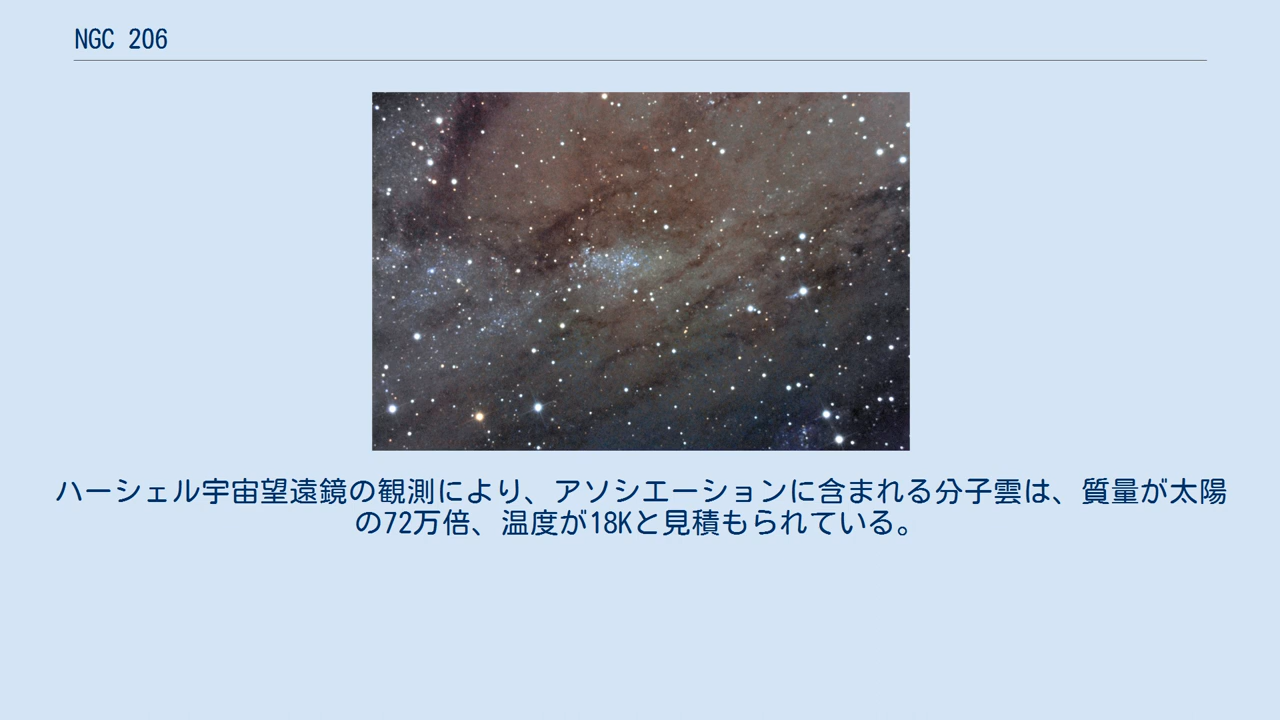 NGC 206
ハーシェル宇宙望遠鏡の観測により、アソシエーションに含まれる分子雲は、質量が太陽
の72万倍、温度が18Kと見積もられている。